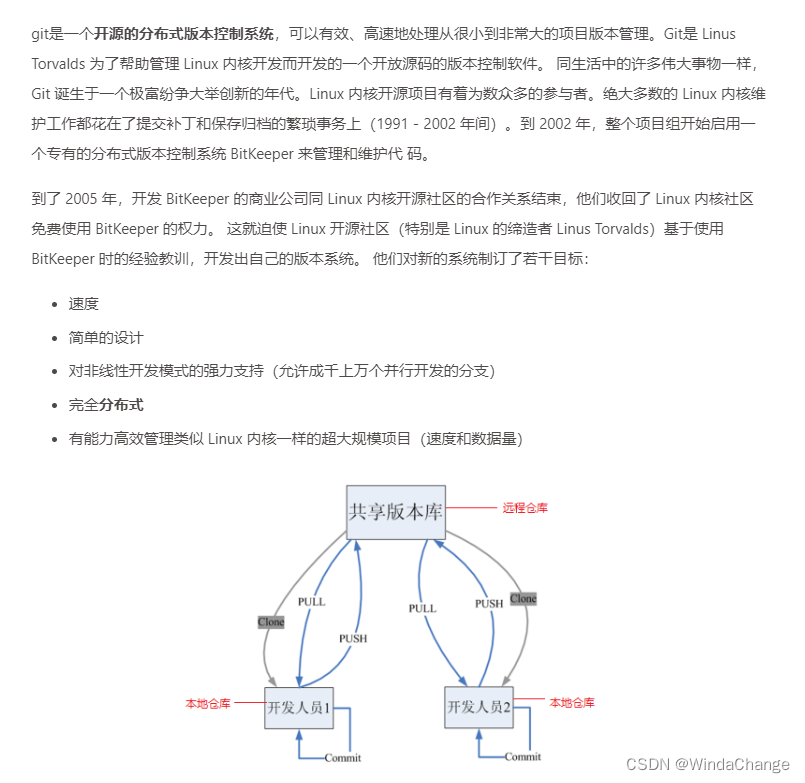 git是一个开源的分布式版本控制系统，可以有效、高速地处理从很小到非常大的项目版本管理。Git是 Linus
Torvalds 为了帮助管理 Linux 内核开发而开发的一个开放源码的版本控制软件。 同生活中的许多伟大事物一样，
Git 诞生于一个极富纷争大举创新的年代。Linux 内核开源项目有着为数众多的参与者。绝大多数的 Linux 内核维
护工作都花在了提交补丁和保存归档的繁琐事务上（1991－2002 年间）。到 2002 年，整个项目组开始启用一
个专有的分布式版本控制系统 BitKeeper 来管理和维护代 码。
到了 2005 年，开发 BitKeeper 的商业公司同 Linux 内核开源社区的合作关系结束，他们收回了 Linux 内核社区
免费使用 BitKeeper 的权力。 这就迫使 Linux 开源社区（特别是 Linux 的缔造者 Linus Torvalds）基于使用
BitKeeper 时的经验教训，开发出自己的版本系统。 他们对新的系统制订了若干目标：
• 速度
• 简单的设计
• 对非线性开发模式的强力支持（允许成千上万个并行开发的分支）
• 完全分布式
• 有能力高效管理类似 Linux 内核一样的超大规模项目（速度和数据量）
共享版本库
远程仓库
Clone
PULL
PUSH
PULL
PUSH
Clone
本地仓库
开发人员1
开发人员2
本地仓库
Commit
Commit
CSDN @WindaChange